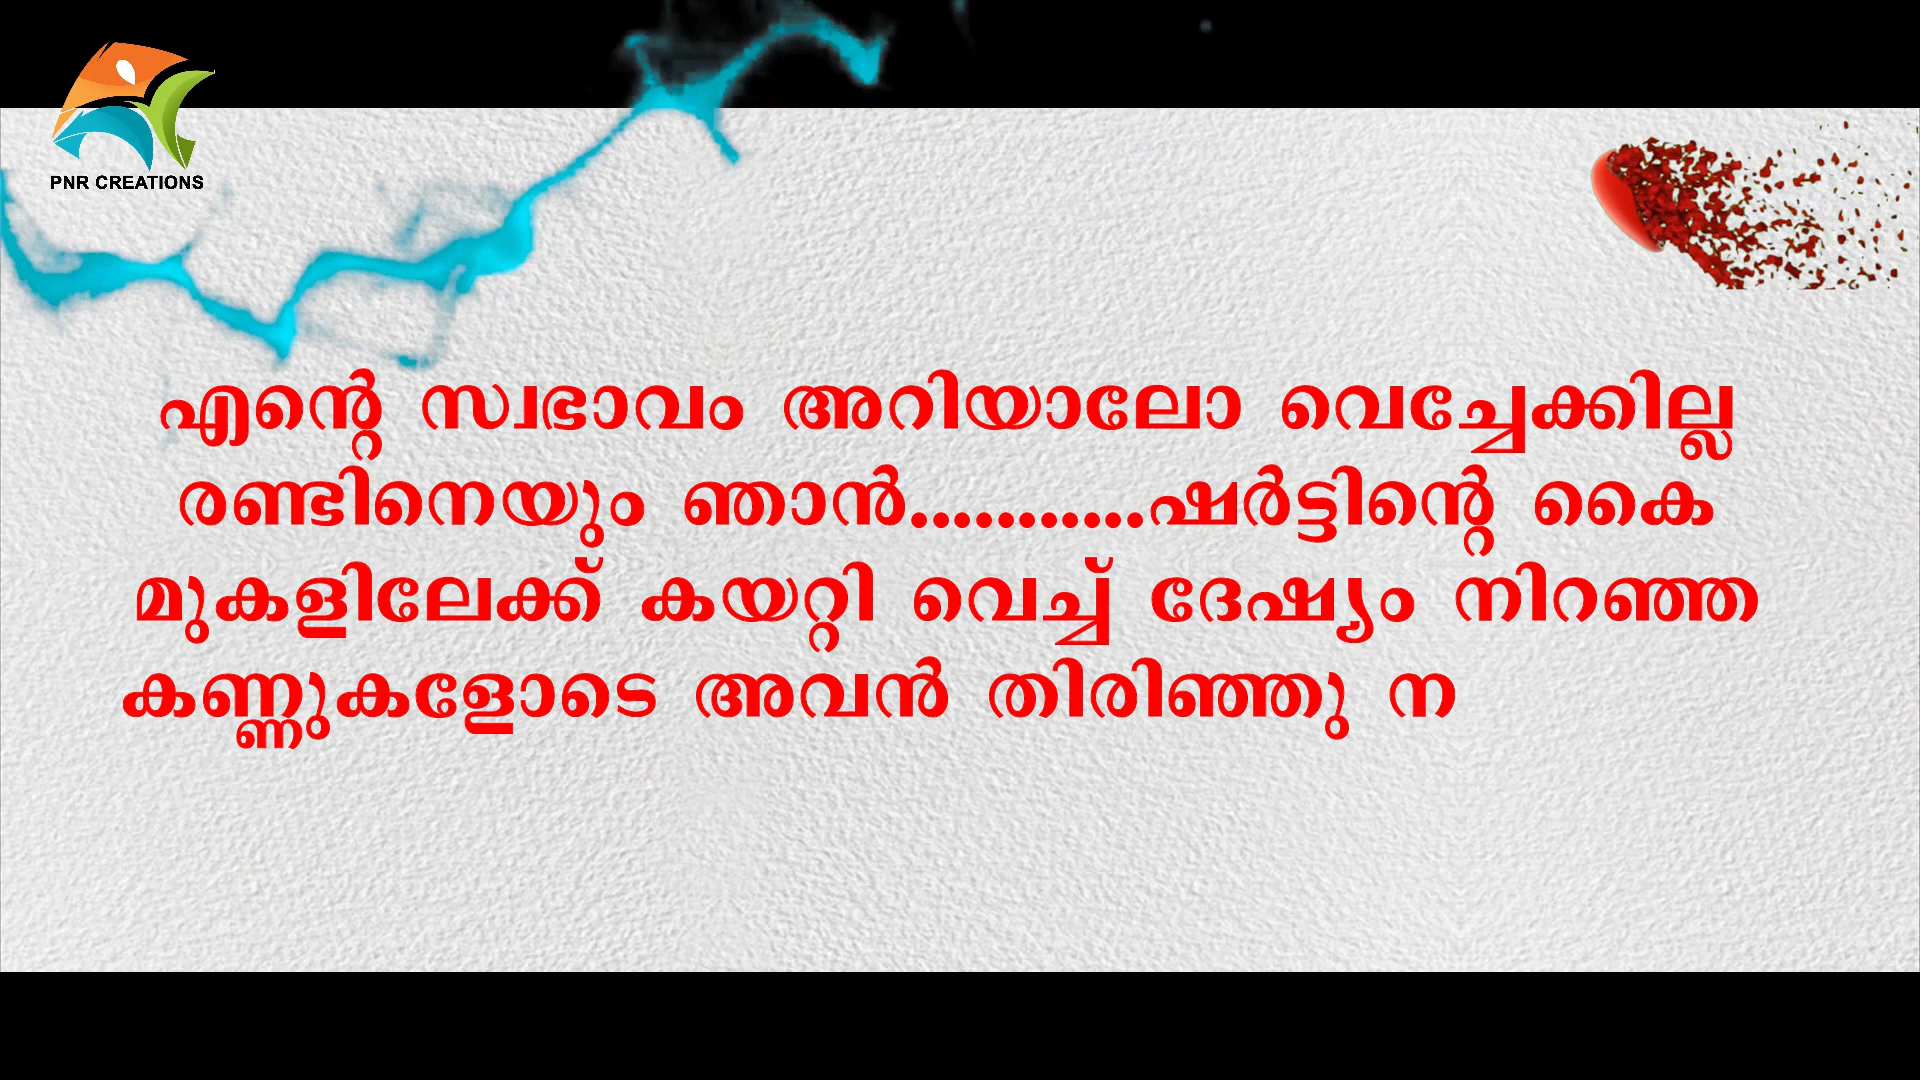 PNR CREATIONS
എന്റെ സ്വഭാവം അറിയാലോ വെച്ചേക്കില്ല
രണ്ടിനെയും ഞാൻ...........ഷർട്ടിന്റെ കൈ
മുകളിലേക്ക് കയറ്റി വെച്ച് ദേഷ്യം നിറഞ്ഞ
കണ്ണുകളോടെ അവൻ തിരിഞ്ഞു ന